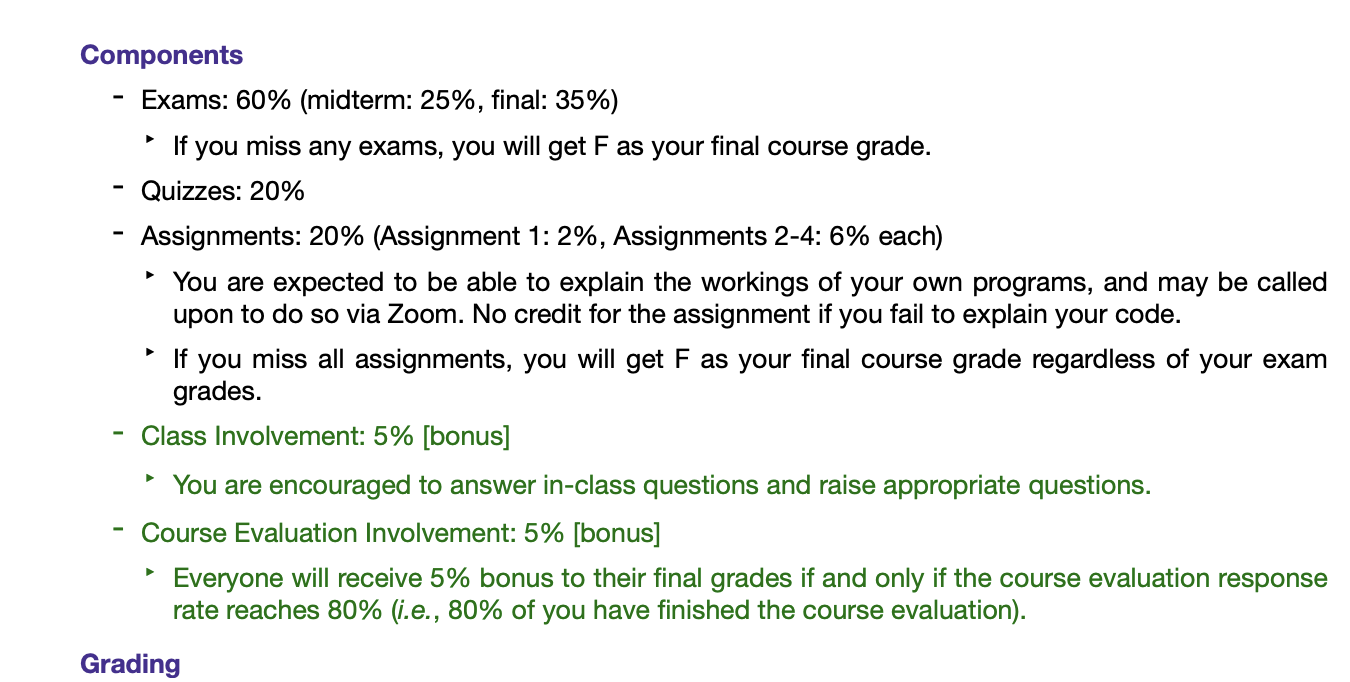 Components
- Exams: 60% (midterm: 25%, final: 35%)
‣ If you miss any exams, you will get F as your final course grade.
- Quizzes: 20%
- Assignments: 20% (Assignment 1: 2%, Assignments 2-4: 6% each)
‣ You are expected to be able to explain the workings of your own programs, and may be called
upon to do so via Zoom. No credit for the assignment if you fail to explain your code.
‣ If you miss all assignments, you will get F as your final course grade regardless of your exam
grades.
- Class Involvement: 5% [bonus]
‣ You are encouraged to answer in-class questions and raise appropriate questions.
- Course Evaluation Involvement: 5% [bonus]
‣ Everyone will receive 5% bonus to their final grades if and only if the course evaluation response
rate reaches 80% (i.e., 80% of you have finished the course evaluation).
Grading